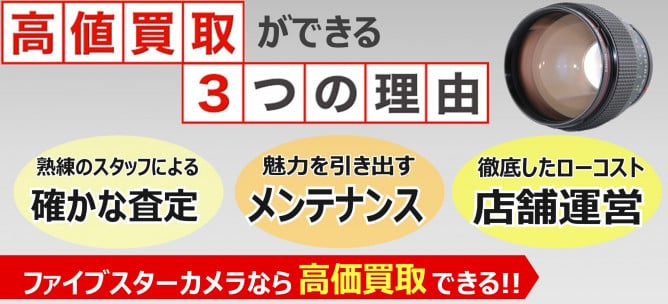 高値買取ができる
3つの理由
熟練のスタッフによる
確かな査定
魅力を引き出す
メンテナンス
徹底したローコスト
店舗運営
ファイブスターカメラなら高価買取できる!!